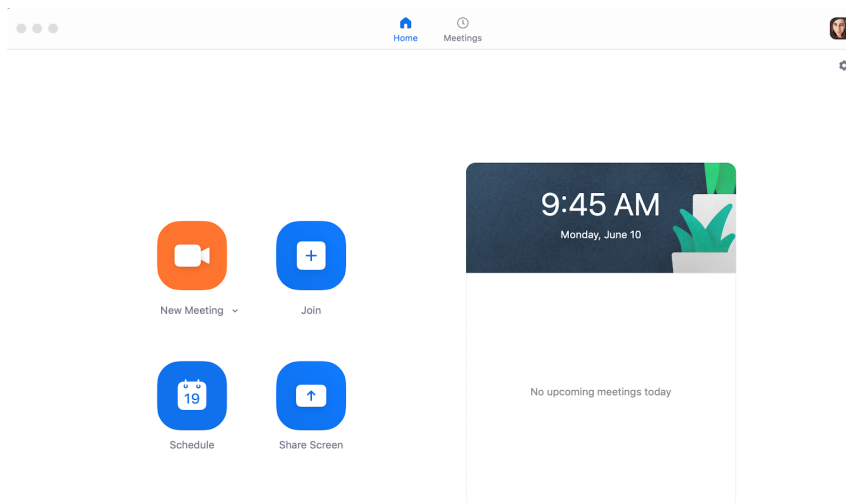 Home
Meetings
9:45 AM
Monday, June 10
New Meeting
Join
No upcoming meetings today
19
Schedule
Share Screen